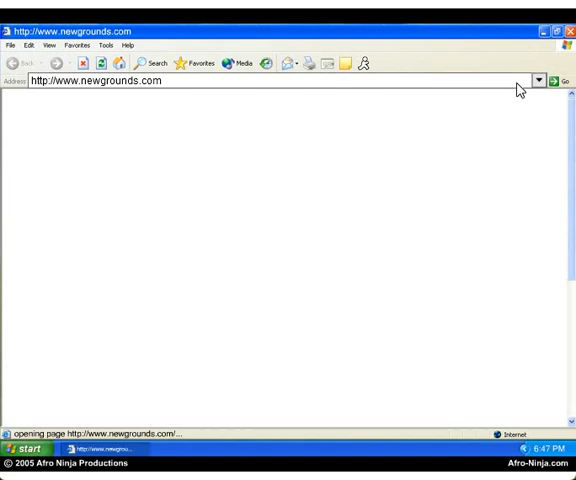 http://www.newgrounds.com
File Edit View Favorites Tools Help
Back Search Favorites Media
Address http://www.newgrounds.com Go
opening page http://www.newgrounds.com/... Internet
start http://www.newgrou... 6:47 PM
© 2005 Afro Ninja Productions Afro-Ninja.com